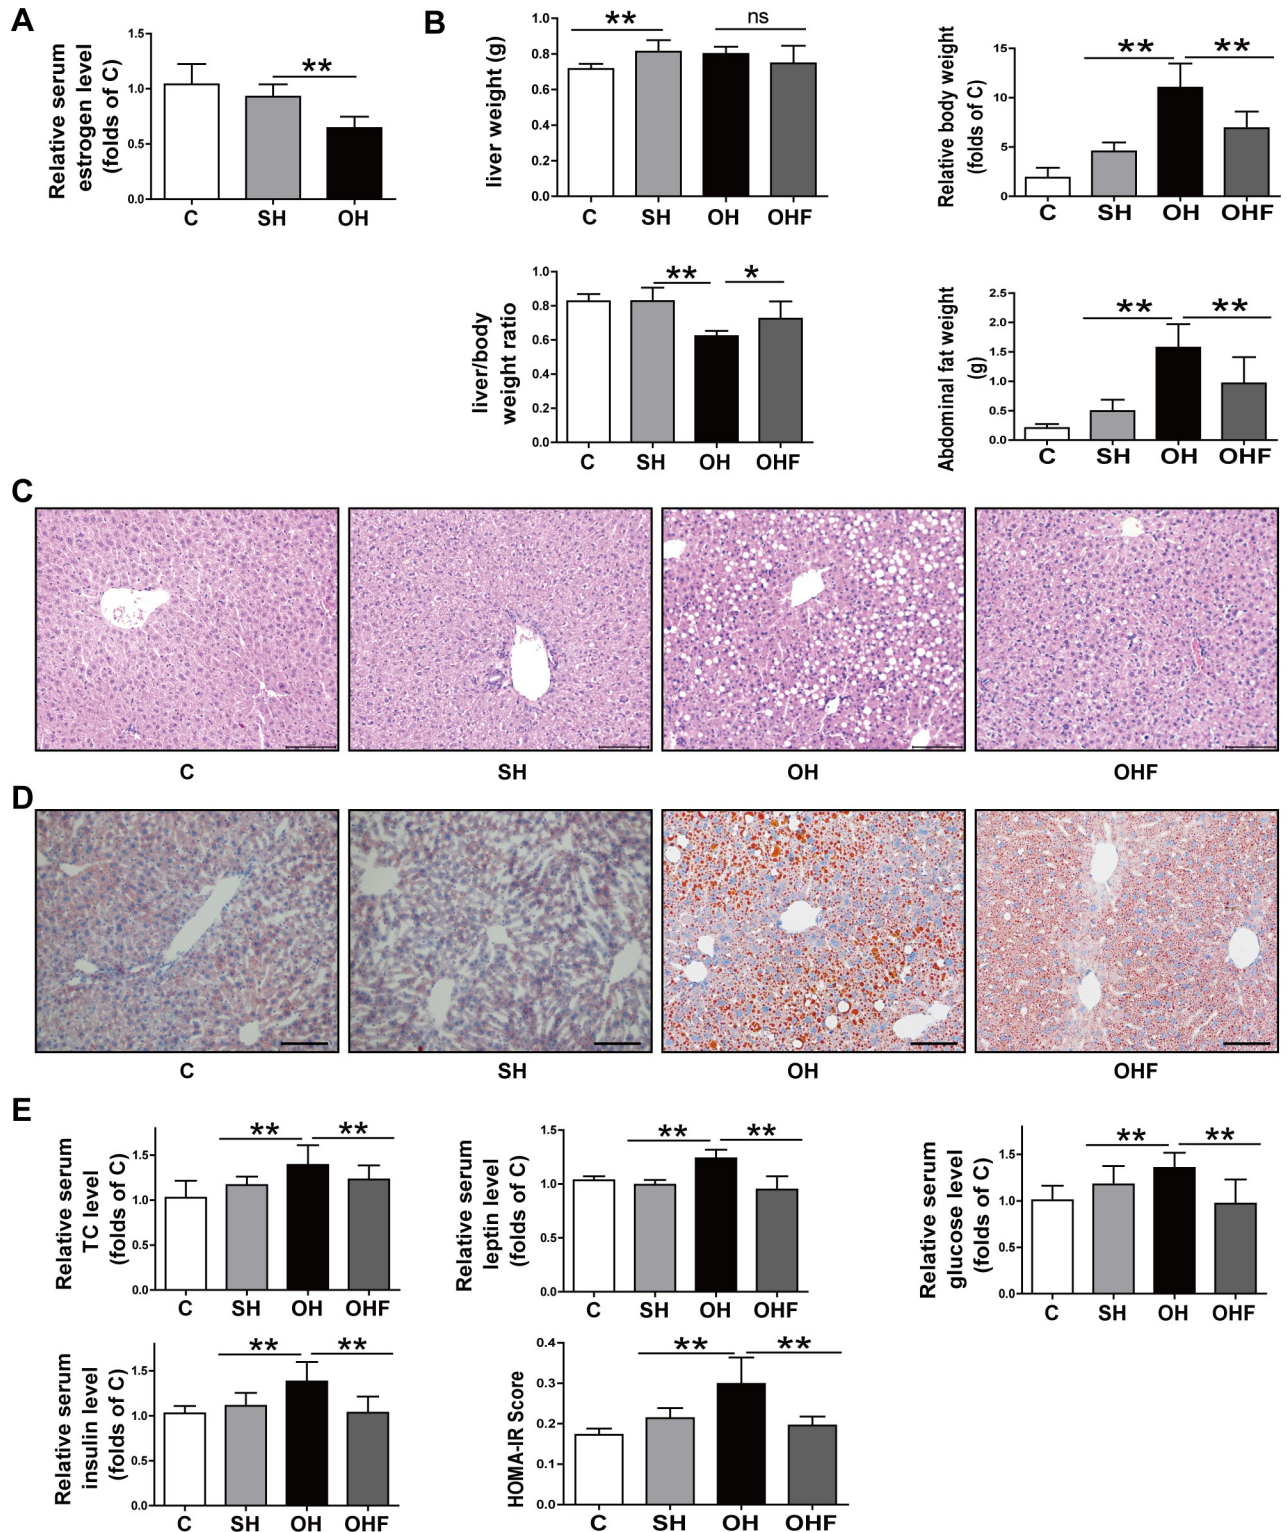 A
Relative serum
estrogen level
(folds of C)
1.5
1.0
0.5
0.0
**
C SH OH
B
liver weight (g)
1.0
0.8
0.6
0.4
0.2
0.0
** ns
C SH OH OHF
Relative body weight
(folds of C)
15
10
5
0
** **
C SH OH OHF
liver/body
weight ratio
1.0
0.8
0.6
0.4
0.2
0.0
** *
C SH OH OHF
Abdominal fat weight
(g)
2.5
2.0
1.5
1.0
0.5
0.0
** **
C SH OH OHF
C
C SH OH OHF
D
C SH OH OHF
E
Relative serum
TC level
(folds of C)
1.5
1.0
0.5
0.0
** **
C SH OH OHF
Relative serum
leptin level
(folds of C)
1.5
1.0
0.5
0.0
** **
C SH OH OHF
Relative serum
glucose level
(folds of C)
1.5
1.0
0.5
0.0
** **
C SH OH OHF
Relative serum
insulin level
(folds of C)
1.5
1.0
0.5
0.0
** **
C SH OH OHF
HOMA-IR Score
0.4
0.3
0.2
0.1
0.0
** **
C SH OH OHF